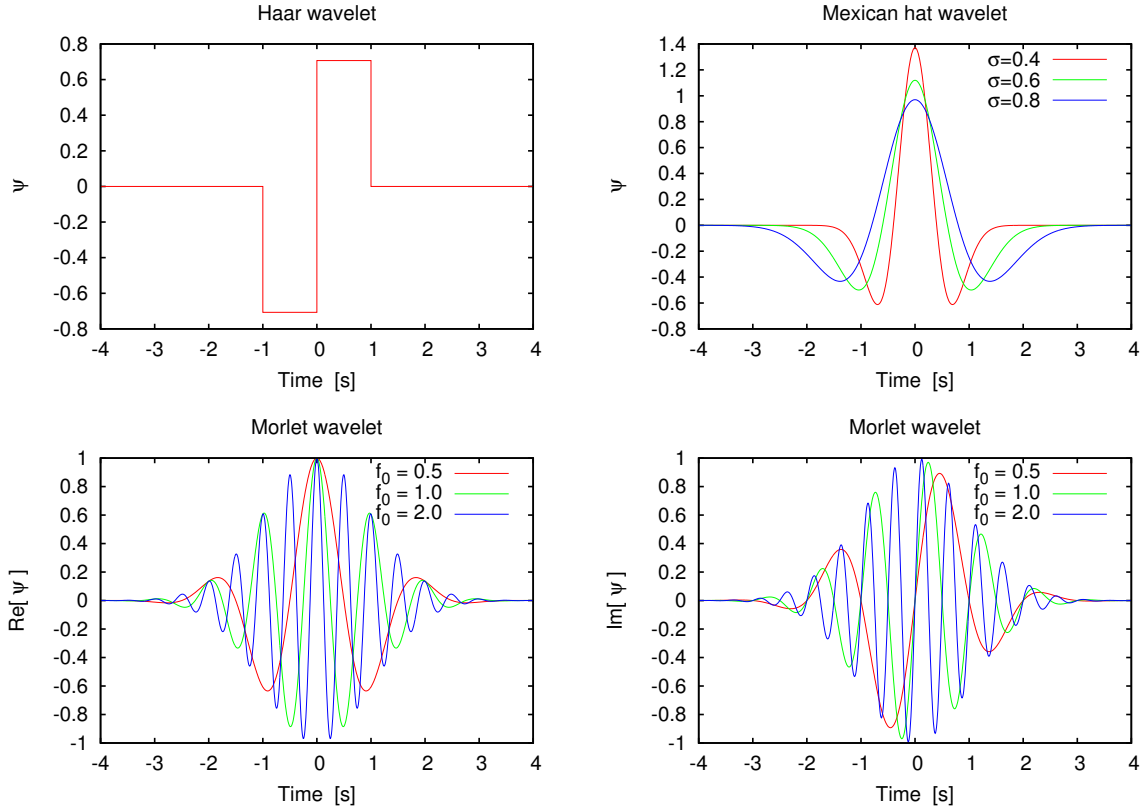 Haar wavelet
0.8
0.6
0.4
0.2
0
-0.2
-0.4
-0.6
-0.8
ψ
-4 -3 -2 -1 0 1 2 3 4
Time [s]
Mexican hat wavelet
1.4
1.2
1
0.8
0.6
0.4
0.2
0
-0.2
-0.4
-0.6
-0.8
ψ
σ=0.4
σ=0.6
σ=0.8
-4 -3 -2 -1 0 1 2 3 4
Time [s]
Morlet wavelet
1
0.8
0.6
0.4
0.2
0
-0.2
-0.4
-0.6
-0.8
-1
Re[ ψ ]
f0 = 0.5
f0 = 1.0
f0 = 2.0
-4 -3 -2 -1 0 1 2 3 4
Time [s]
Morlet wavelet
1
0.8
0.6
0.4
0.2
0
-0.2
-0.4
-0.6
-0.8
-1
Im[ ψ ]
f0 = 0.5
f0 = 1.0
f0 = 2.0
-4 -3 -2 -1 0 1 2 3 4
Time [s]